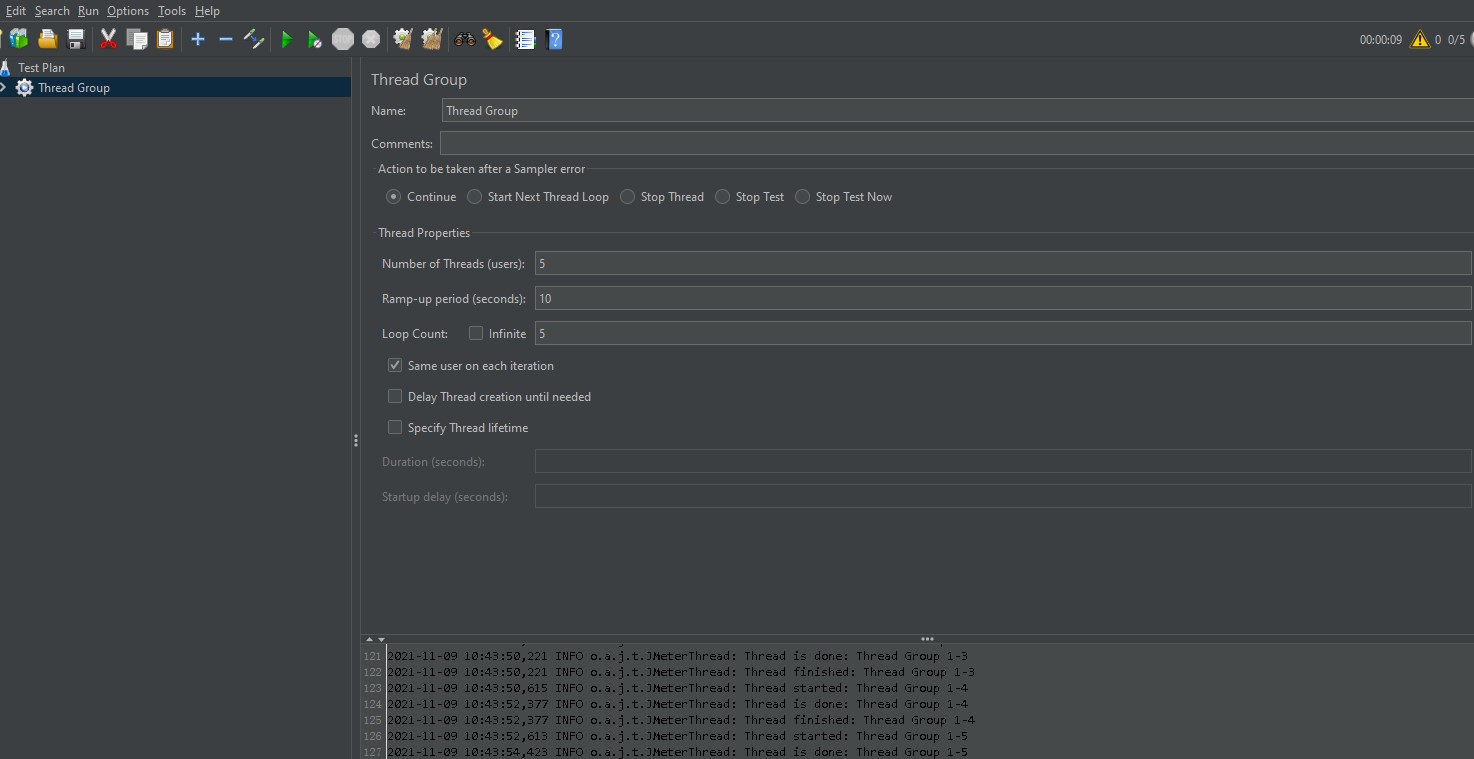 Edit Search Run Options Tools Help
00:00:09 0 0/5
Test Plan
Thread Group
Thread Group
Name: Thread Group
Comments:
Action to be taken after a Sampler error
Continue Start Next Thread Loop Stop Thread Stop Test Stop Test Now
Thread Properties
Number of Threads (users): 5
Ramp-up period (seconds): 10
Loop Count: Infinite 5
Same user on each iteration
Delay Thread creation until needed
Specify Thread lifetime
Duration (seconds):
Startup delay (seconds):
121 2021-11-09 10:43:50,221 INFO o.a.j.t.JMeterThread: Thread is done: Thread Group 1-3
122 2021-11-09 10:43:50,221 INFO o.a.j.t.JMeterThread: Thread finished: Thread Group 1-3
123 2021-11-09 10:43:50,615 INFO o.a.j.t.JMeterThread: Thread started: Thread Group 1-4
124 2021-11-09 10:43:52,377 INFO o.a.j.t.JMeterThread: Thread is done: Thread Group 1-4
125 2021-11-09 10:43:52,377 INFO o.a.j.t.JMeterThread: Thread finished: Thread Group 1-4
126 2021-11-09 10:43:52,613 INFO o.a.j.t.JMeterThread: Thread started: Thread Group 1-5
127 2021-11-09 10:43:54,423 INFO o.a.j.t.JMeterThread: Thread is done: Thread Group 1-5